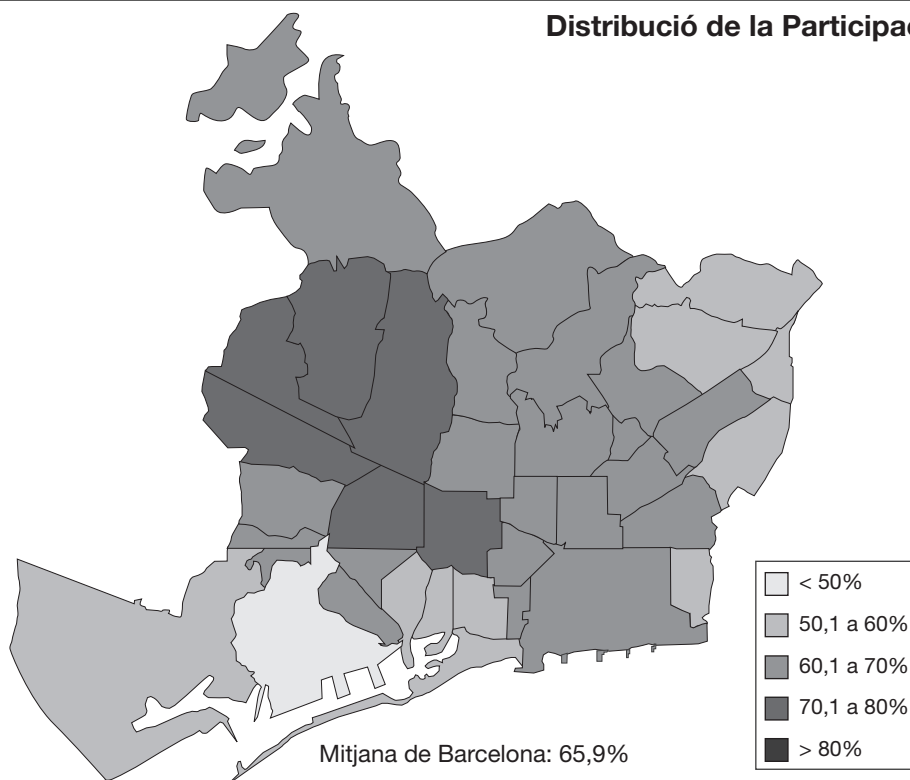 Distribució de la
< 50%
50,1 a 60%
60,1 a 70%
70,1 a 80%
> 80%
Mitjana de Barcelona: 65,9%